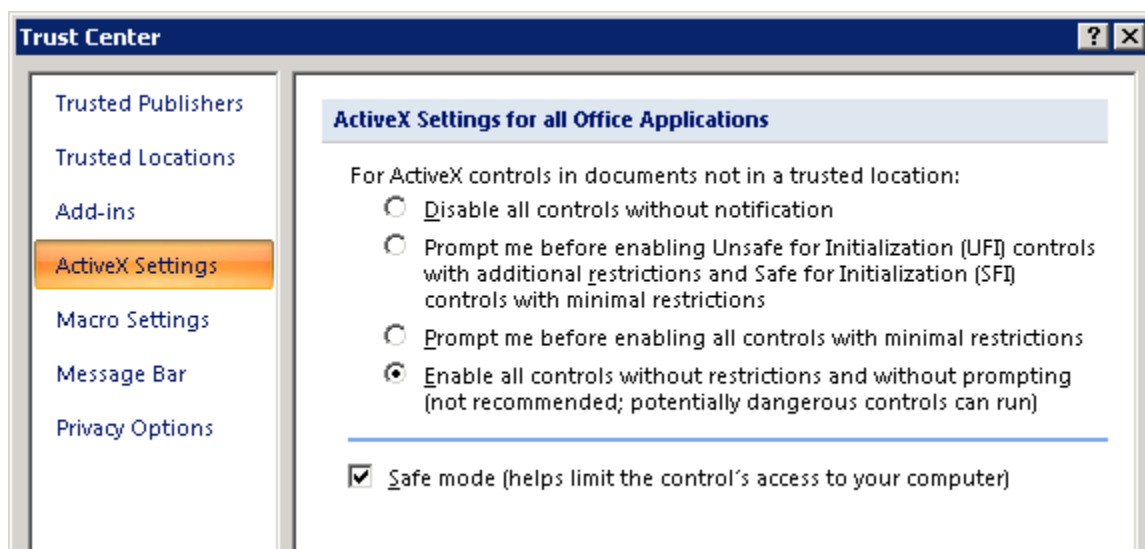 Trust Center
Trusted Publishers
Trusted Locations
Add-ins
ActiveX Settings
Macro Settings
Message Bar
Privacy Options
ActiveX Settings for all Office Applications
For ActiveX controls in documents not in a trusted location:
Disable all controls without notification
Prompt me before enabling Unsafe for Initialization (UFI) controls
with additional restrictions and Safe for Initialization (SFI)
controls with minimal restrictions
Prompt me before enabling all controls with minimal restrictions
Enable all controls without restrictions and without prompting
(not recommended; potentially dangerous controls can run)
Safe mode (helps limit the control's access to your computer)